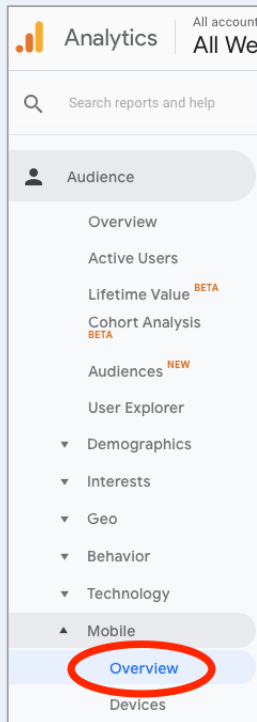 All account
Analytics
All We
Search reports and help
Audience
Overview
Active Users
Lifetime Value BETA
Cohort Analysis
BETA
Audiences NEW
User Explorer
Demographics
Interests
Geo
Behavior
Technology
Mobile
Overview
Devices